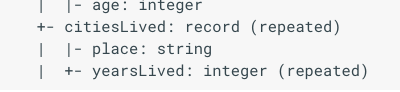 |  |- age: integer
+- citiesLived: record (repeated)
|  |- place: string
|  +- yearsLived: integer (repeated)